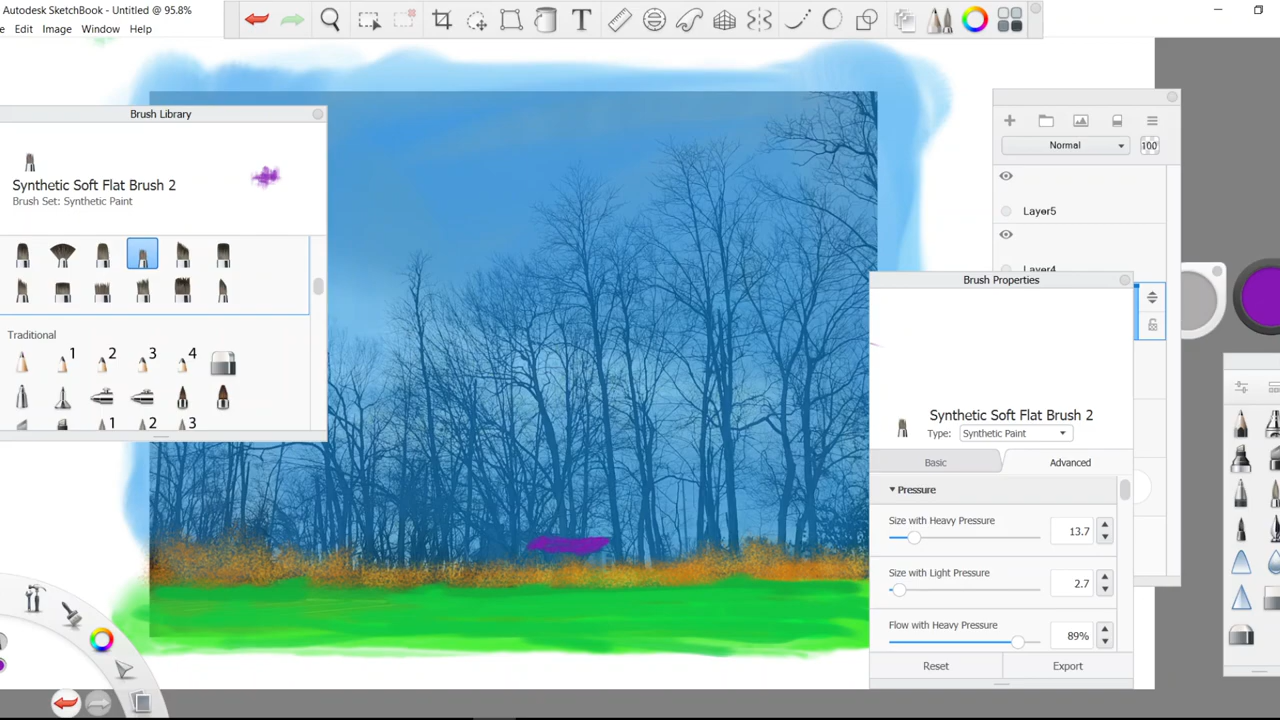 Autodesk SketchBook - Untitled @ 95.8%
e Edit Image Window Help
Brush Library
Synthetic Soft Flat Brush 2
Brush Set: Synthetic Paint
Traditional
1 2 3 4
1 2 3
T
Normal 100
Layer5
Layer4
Brush Properties
Synthetic Soft Flat Brush 2
Type: Synthetic Paint
Basic Advanced
Pressure
Size with Heavy Pressure
13.7
Size with Light Pressure
2.7
Flow with Heavy Pressure
89%
Reset Export